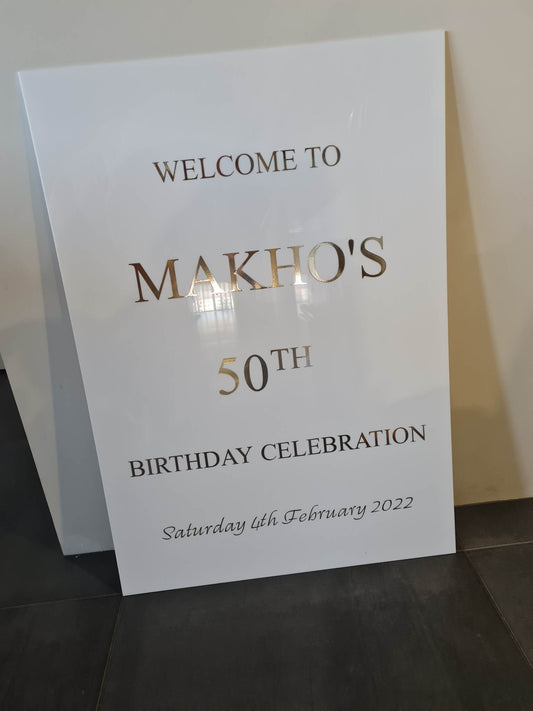 WELCOME TO
MAKHO'S
50TH
BIRTHDAY CELEBRATION
Saturday 4th February 2022